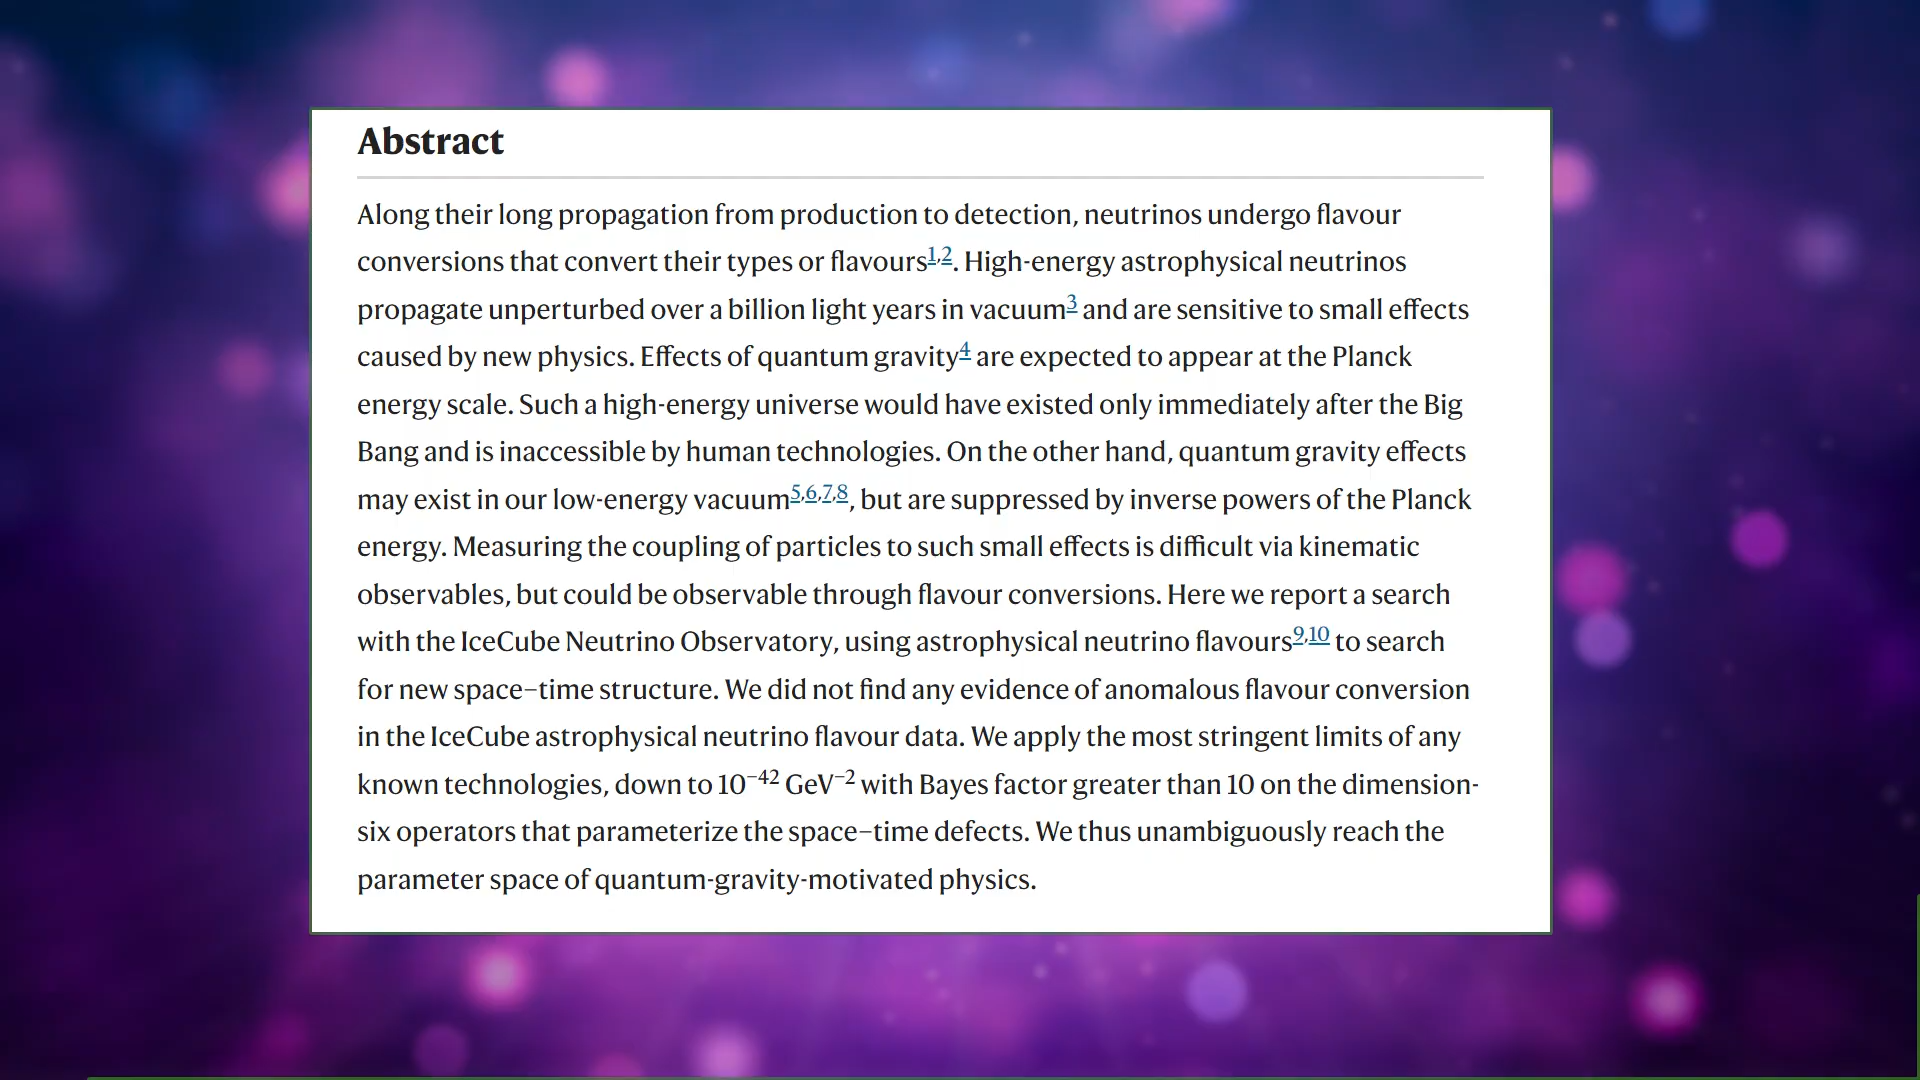 Abstract
Along their long propagation from production to detection, neutrinos undergo flavour
conversions that convert their types or flavours1,2. High-energy astrophysical neutrinos
propagate unperturbed over a billion light years in vacuum3 and are sensitive to small effects
caused by new physics. Effects of quantum gravity4 are expected to appear at the Planck
energy scale. Such a high-energy universe would have existed only immediately after the Big
Bang and is inaccessible by human technologies. On the other hand, quantum gravity effects
may exist in our low-energy vacuum5,6,7,8, but are suppressed by inverse powers of the Planck
energy. Measuring the coupling of particles to such small effects is difficult via kinematic
observables, but could be observable through flavour conversions. Here we report a search
with the IceCube Neutrino Observatory, using astrophysical neutrino flavours9,10 to search
for new space–time structure. We did not find any evidence of anomalous flavour conversion
in the IceCube astrophysical neutrino flavour data. We apply the most stringent limits of any
known technologies, down to 10−42 GeV−2 with Bayes factor greater than 10 on the dimension-
six operators that parameterize the space–time defects. We thus unambiguously reach the
parameter space of quantum-gravity-motivated physics.